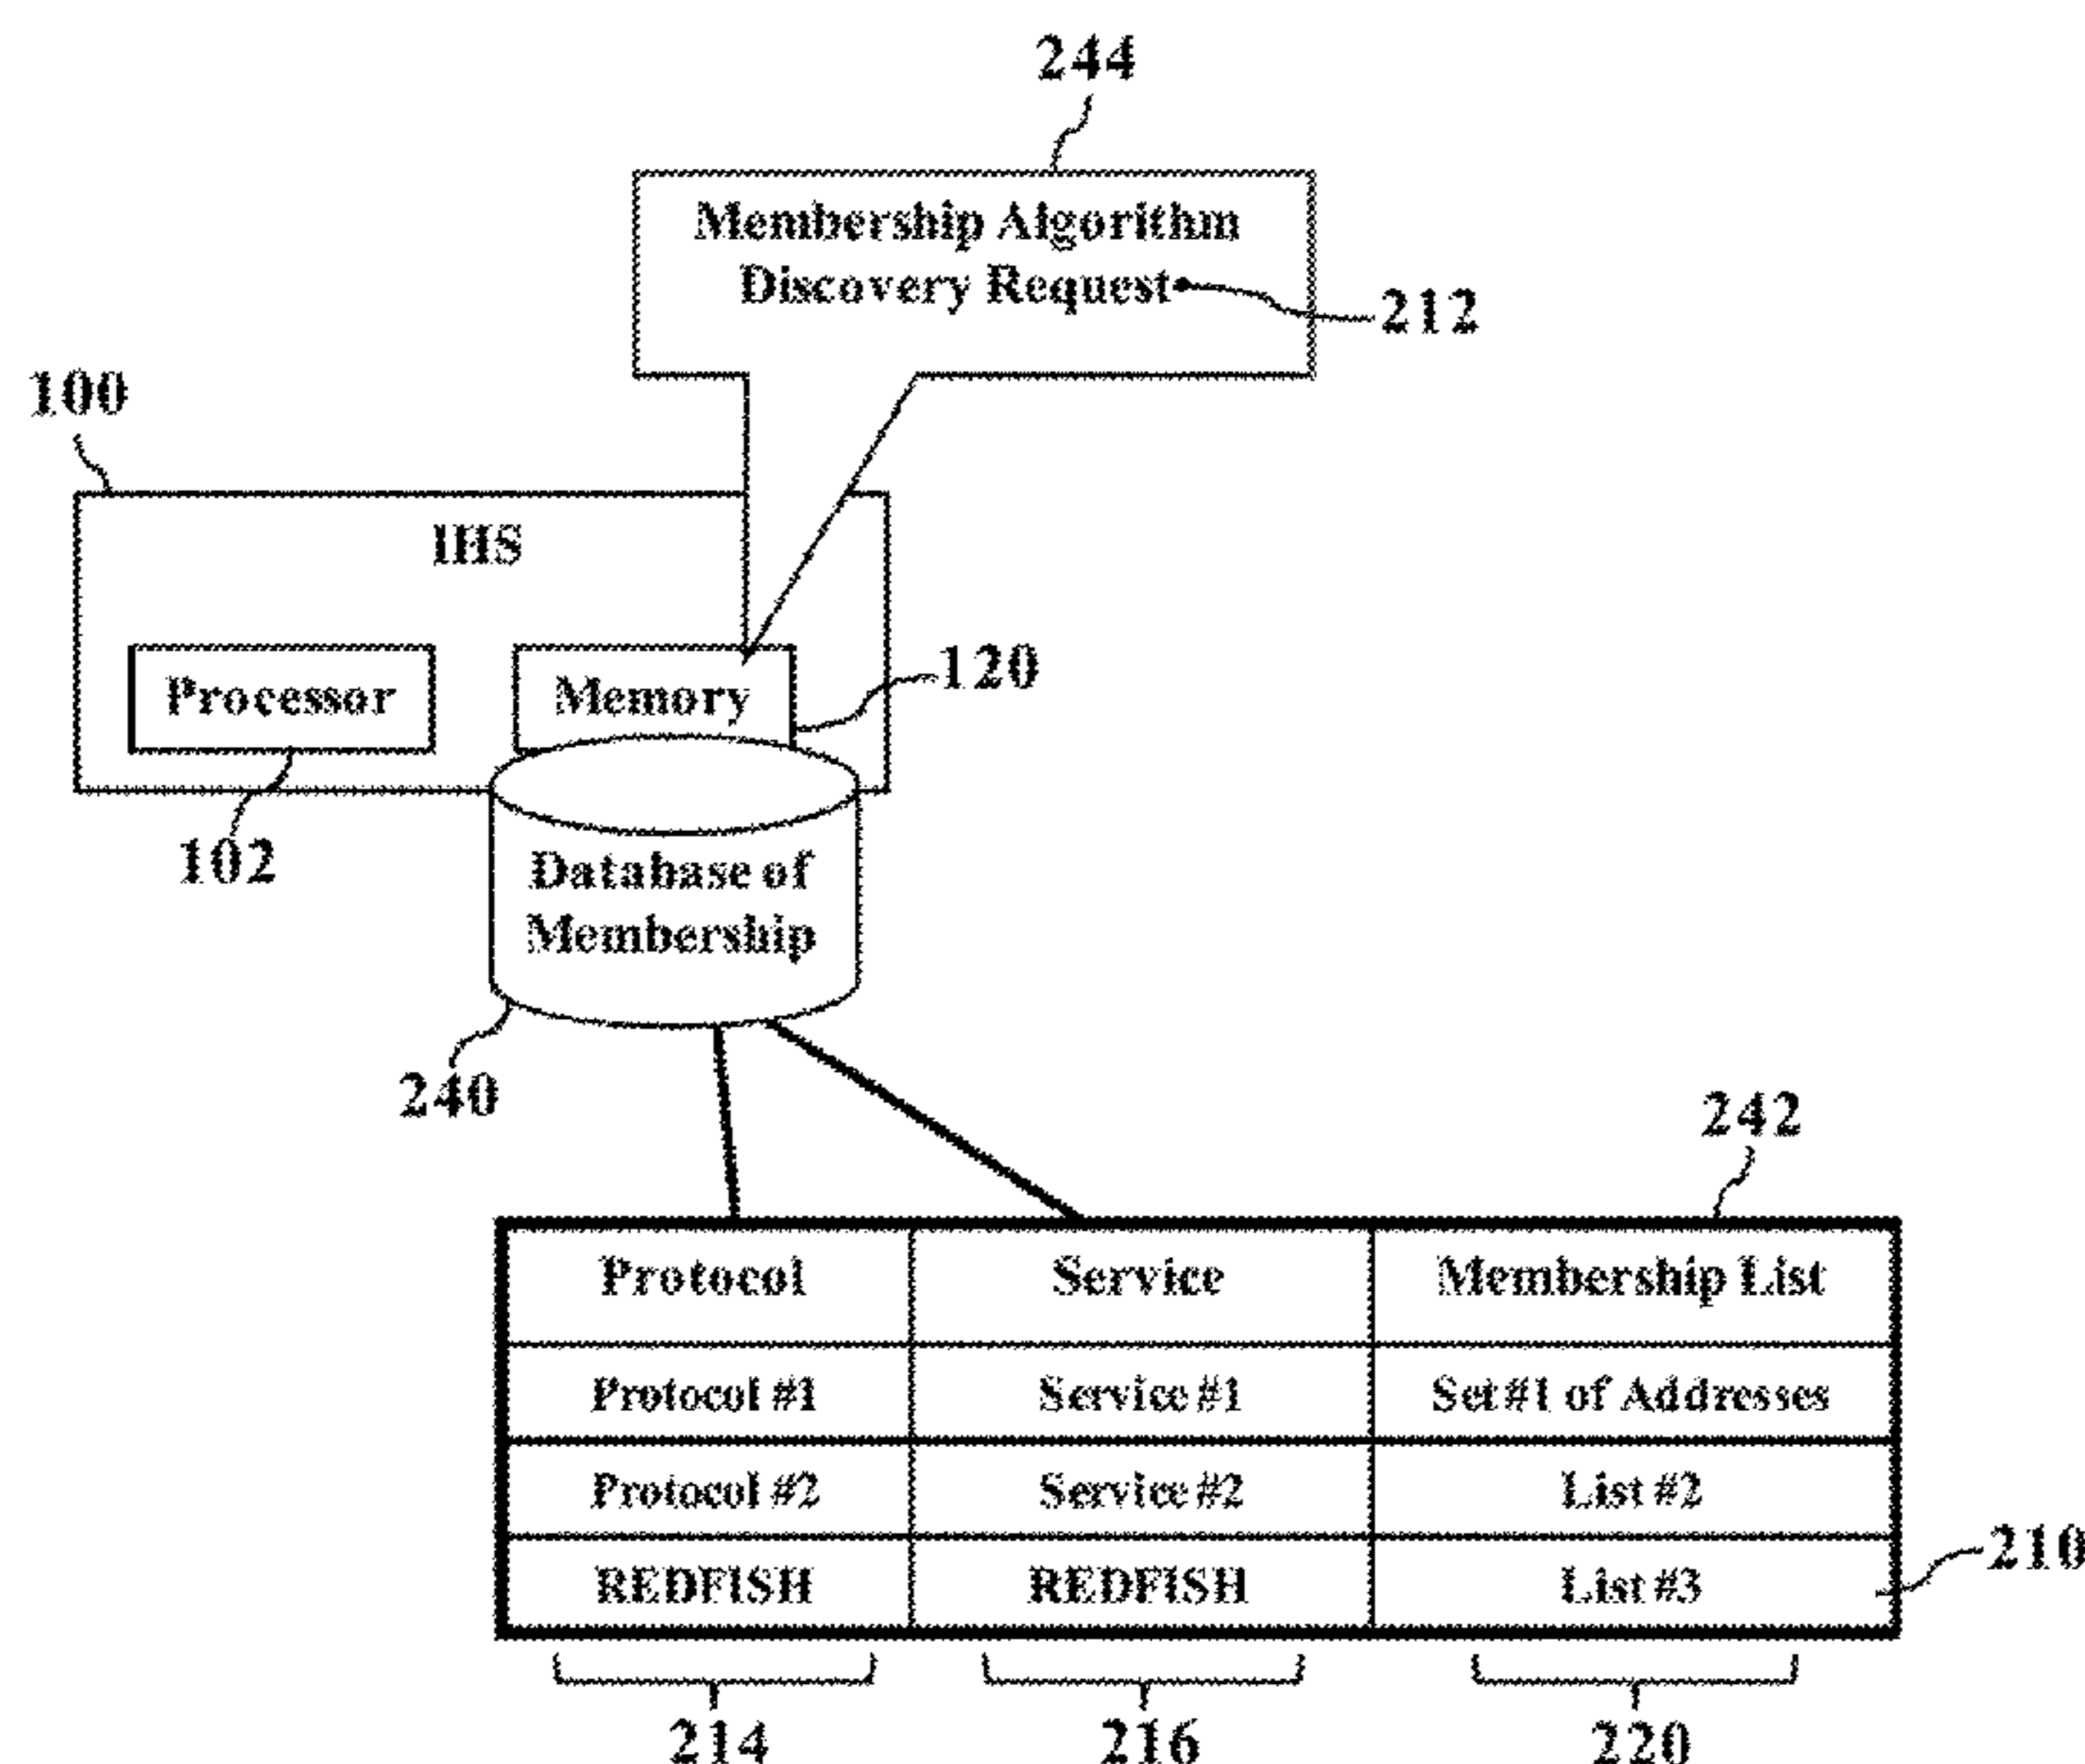 244
Membership Algorithm
Discovery Request
212
100
IHS
Processor
Memory
120
102
Database of
Membership
240
242
Protocol Service Membership List
Protocol #1 Service #1 Set #1 of Addresses
Protocol #2 Service #2 List #2
REDFISH REDFISH List #3
210
214 216 220